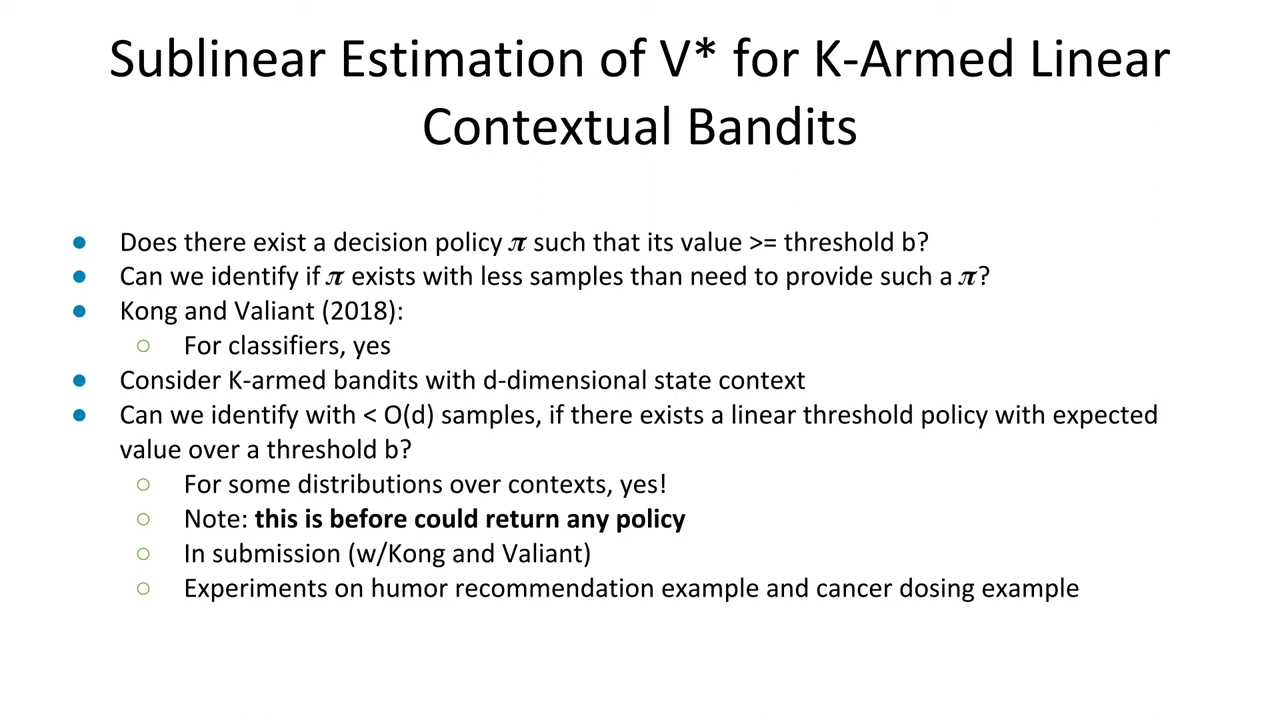 Sublinear Estimation of V* for K-Armed Linear
Contextual Bandits
● Does there exist a decision policy π such that its value >= threshold b?
● Can we identify if π exists with less samples than need to provide such a π?
● Kong and Valiant (2018):
○ For classifiers, yes
● Consider K-armed bandits with d-dimensional state context
● Can we identify with < O(d) samples, if there exists a linear threshold policy with expected
value over a threshold b?
○ For some distributions over contexts, yes!
○ Note: this is before could return any policy
○ In submission (w/Kong and Valiant)
○ Experiments on humor recommendation example and cancer dosing example